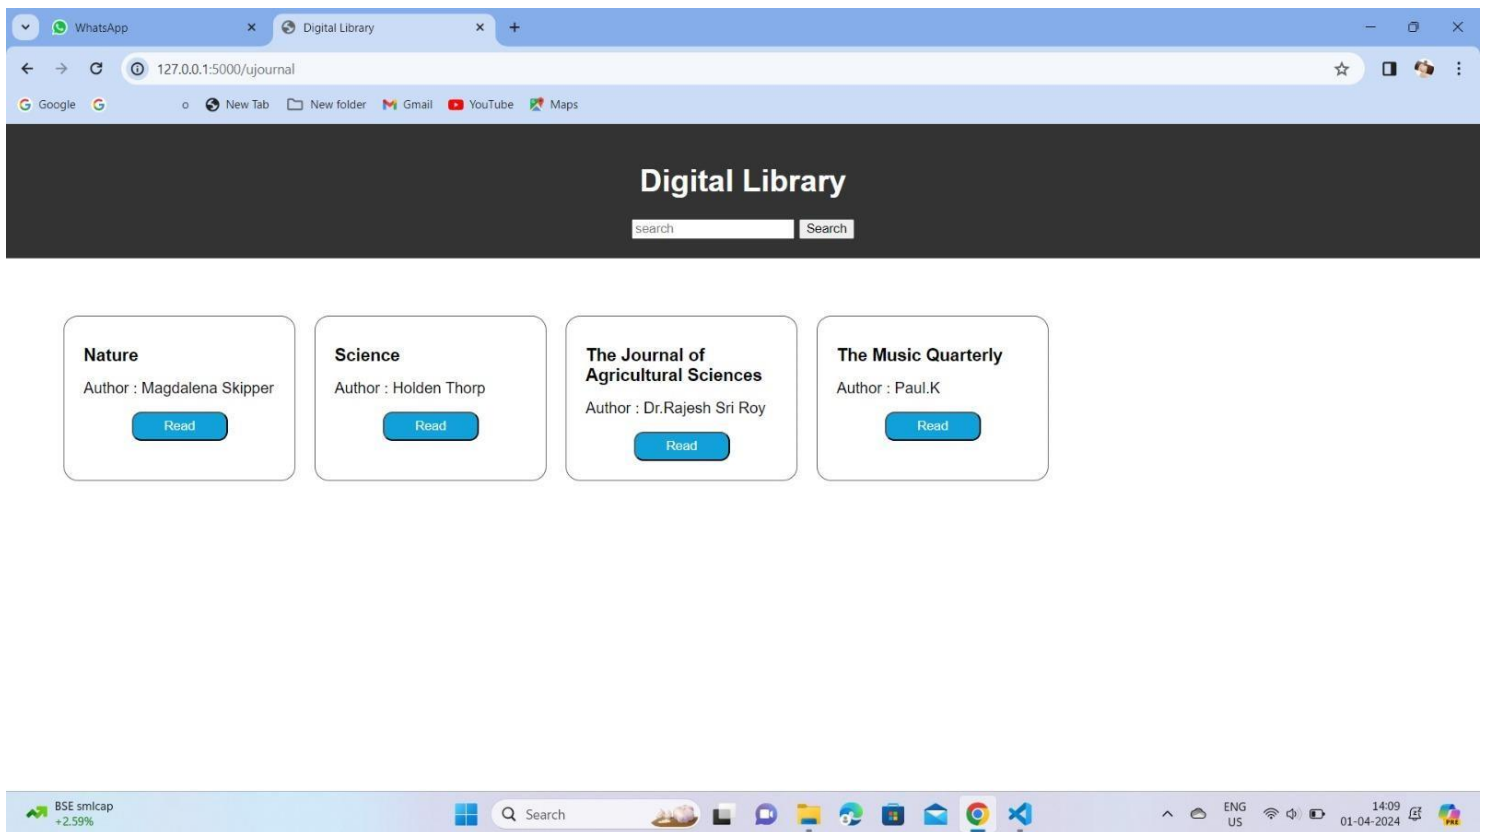 WhatsApp
Digital Library
127.0.0.1:5000/ujournal
Google
New Tab
New folder
Gmail
YouTube
Maps
Digital Library
search
Search
Nature
Author : Magdalena Skipper
Read
Science
Author : Holden Thorp
Read
The Journal of
Agricultural Sciences
Author : Dr.Rajesh Sri Roy
Read
The Music Quarterly
Author : Paul.K
Read
BSE smlcap
+2.59%
Search
ENG
US
14:09
01-04-2024
PRE